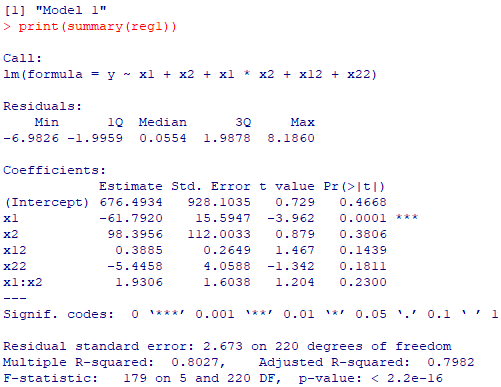 [1] "Model 1"
> print(summary(reg1))
Call:
lm(formula = y ~ x1 + x2 + x1 * x2 + x12 + x22)
Residuals:
Min 1Q Median 3Q Max
-6.9826 -1.9959 0.0554 1.9878 8.1860
Coefficients:
Estimate Std. Error t value Pr(>|t|)
(Intercept) 676.4934 928.1035 0.729 0.4668
x1 -61.7920 15.5947 -3.962 0.0001 ***
x2 98.3956 112.0033 0.879 0.3806
x12 0.3885 0.2649 1.467 0.1439
x22 -5.4458 4.0588 -1.342 0.1811
x1:x2 1.9306 1.6038 1.204 0.2300
---
Signif. codes: 0 ‘***’ 0.001 ‘**’ 0.01 ‘*’ 0.05 ‘.’ 0.1 ‘ ’ 1
Residual standard error: 2.673 on 220 degrees of freedom
Multiple R-squared: 0.8027, Adjusted R-squared: 0.7982
F-statistic: 179 on 5 and 220 DF, p-value: < 2.2e-16